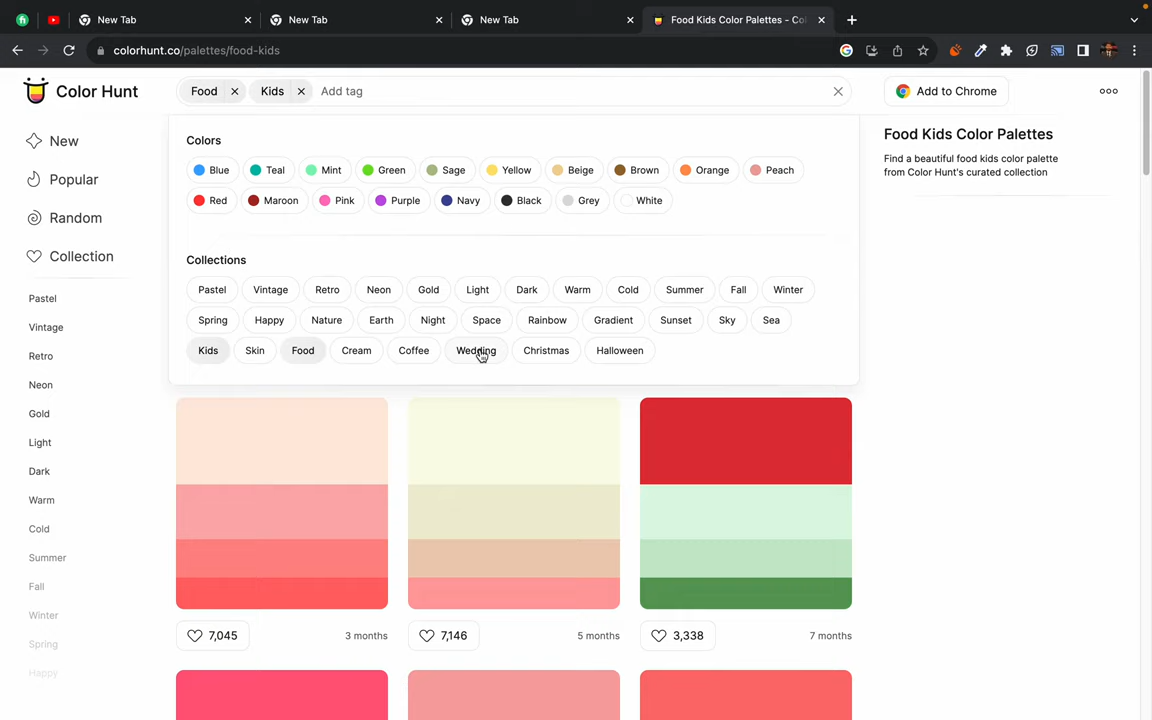 New Tab
New Tab
New Tab
Food Kids Color Palettes - Co
colorhunt.co/palettes/food-kids
Color Hunt
Food
Kids
Add tag
Add to Chrome
New
Popular
Random
Collection
Pastel
Vintage
Retro
Neon
Gold
Light
Dark
Warm
Cold
Summer
Fall
Winter
Spring
Happy
Colors
Blue Teal Mint Green Sage Yellow Beige Brown Orange Peach
Red Maroon Pink Purple Navy Black Grey White
Collections
Pastel Vintage Retro Neon Gold Light Dark Warm Cold Summer Fall Winter
Spring Happy Nature Earth Night Space Rainbow Gradient Sunset Sky Sea
Kids Skin Food Cream Coffee Wedding Christmas Halloween
7,045 3 months
7,146 5 months
3,338 7 months
Food Kids Color Palettes
Find a beautiful food kids color palette
from Color Hunt's curated collection